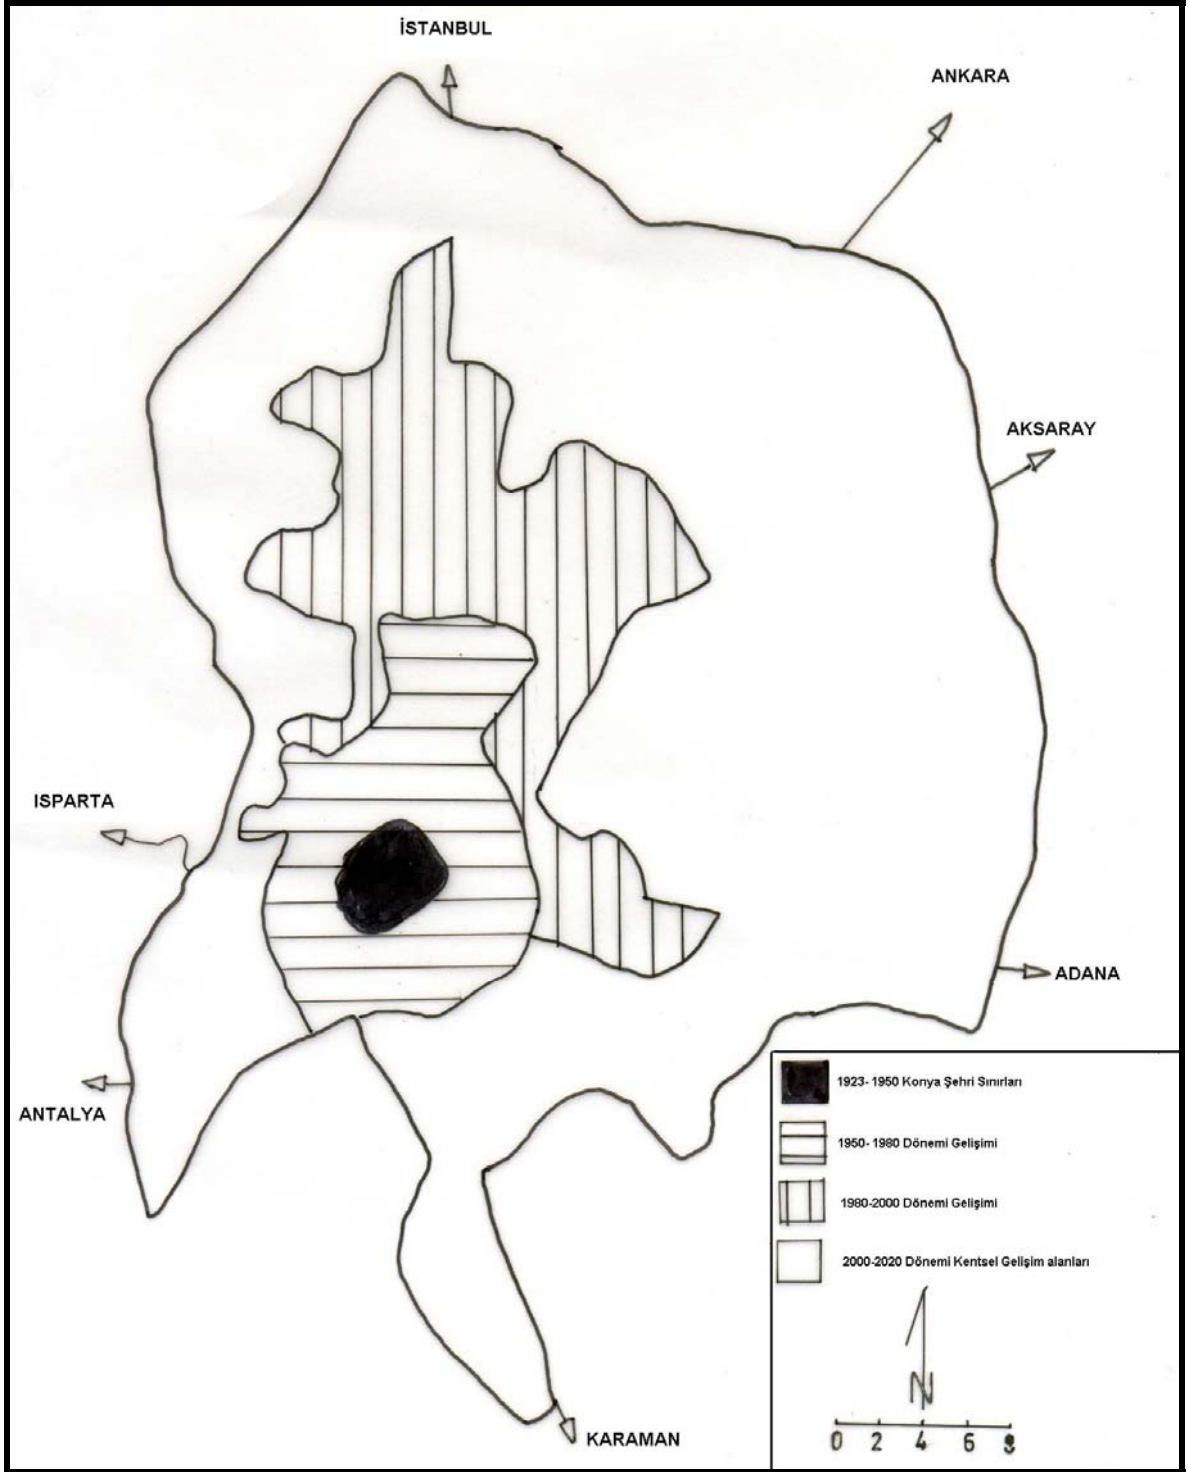 İSTANBUL
ANKARA
AKSARAY
ISPARTA
ADANA
ANTALYA
KARAMAN
1923- 1950 Konya Şehri Sınırları
1950- 1980 Dönemi Gelişimi
1980-2000 Dönemi Gelişimi
2000-2020 Dönemi Kentsel Gelişim alanları
N
0 2 4 6 8